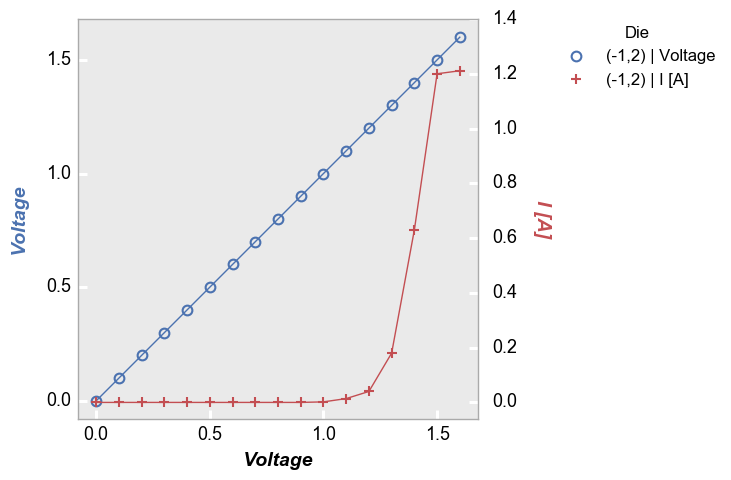 Die
(-1,2) | Voltage
(-1,2) | I [A]
Voltage
1.5
1.0
0.5
0.0
1.4
1.2
1.0
0.8
0.6
0.4
0.2
0.0
I [A]
0.0 0.5 1.0 1.5
Voltage